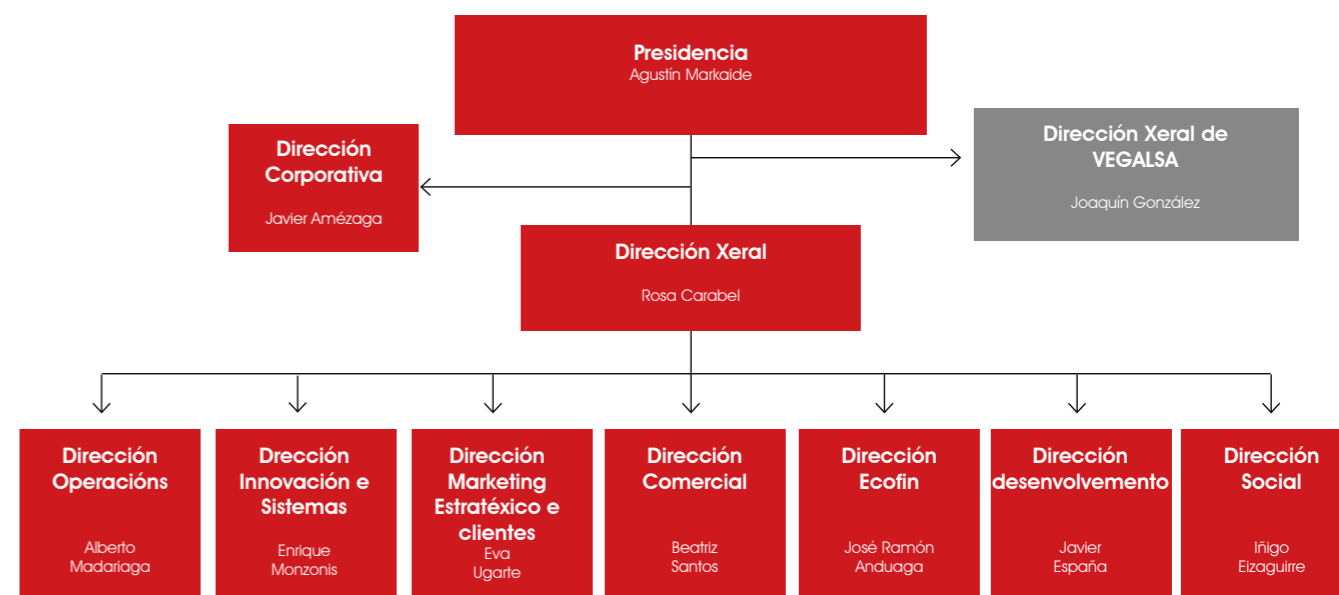 Presidencia
Agustín Markaide
Dirección
Corporativa
Javier Amézaga
Dirección Xeral de
VEGALSA
Joaquín González
Dirección Xeral
Rosa Carabel
Dirección
Operacións
Alberto
Madariaga
Drección
Innovación e
Sistemas
Enrique
Monzonis
Dirección
Marketing
Estratéxico e
clientes
Eva
Ugarte
Dirección
Comercial
Beatriz
Santos
Dirección
Ecofin
José Ramón
Anduaga
Dirección
desenvolvemento
Javier
España
Dirección
Social
Iñigo
Eizaguirre